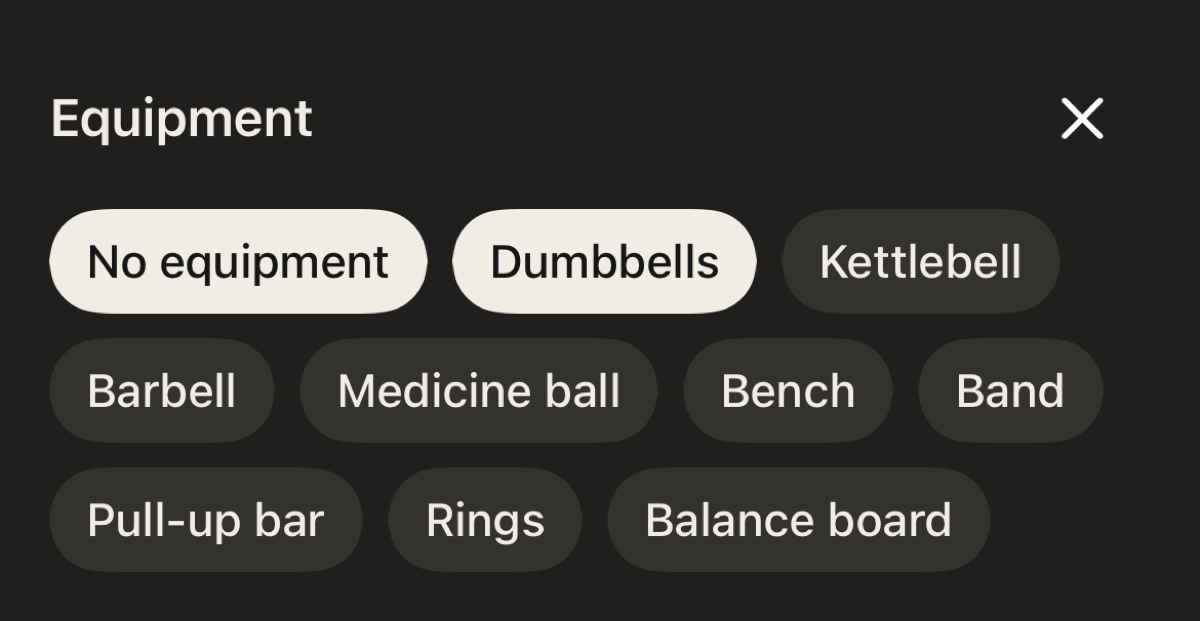 Equipment
No equipment Dumbbells Kettlebell
Barbell Medicine ball Bench Band
Pull-up bar Rings Balance board